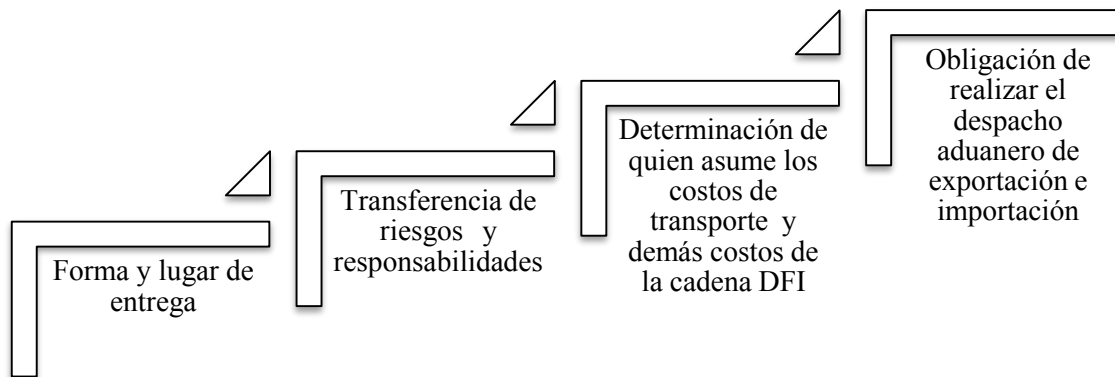 Forma y lugar de
entrega
Transferencia de
riesgos y
responsabilidades
Determinación de
quien asume los
costos de
transporte y
demás costos de
la cadena DFI
Obligación de
realizar el
despacho
aduanero de
exportación e
importación